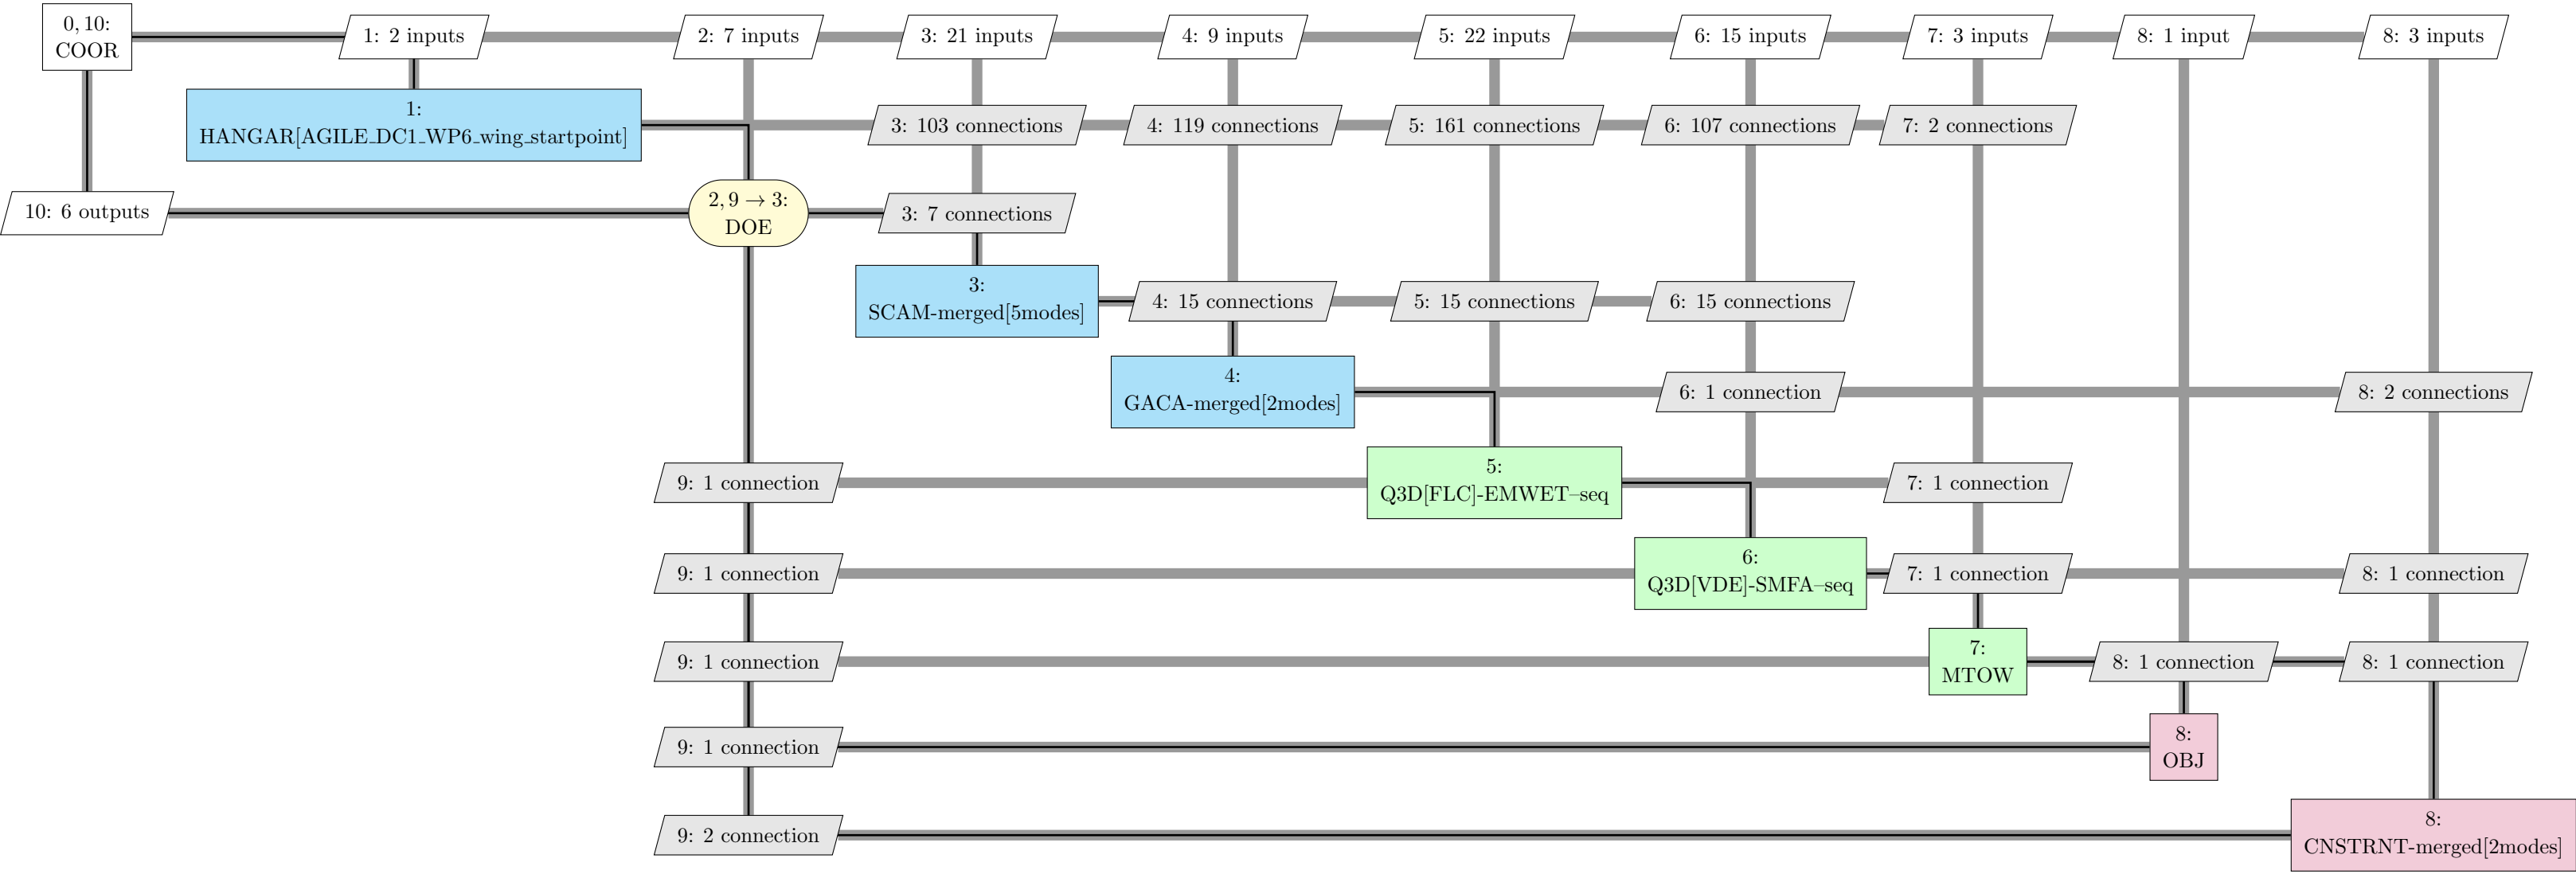 0, 10:
COOR
1: 2 inputs
2: 7 inputs
3: 21 inputs
4: 9 inputs
5: 22 inputs
6: 15 inputs
7: 3 inputs
8: 1 input
8: 3 inputs
1:
HANGAR[AGILE_DC1_WP6_wing_startpoint]
3: 103 connections
4: 119 connections
5: 161 connections
6: 107 connections
7: 2 connections
10: 6 outputs
2, 9 → 3:
DOE
3: 7 connections
3:
SCAM-merged[5modes]
4: 15 connections
5: 15 connections
6: 15 connections
4:
GACA-merged[2modes]
6: 1 connection
8: 2 connections
9: 1 connection
5:
Q3D[FLC]-EMWET–seq
7: 1 connection
9: 1 connection
6:
Q3D[VDE]-SMFA–seq
7: 1 connection
8: 1 connection
9: 1 connection
7:
MTOW
8: 1 connection
8: 1 connection
9: 1 connection
8:
OBJ
9: 2 connection
8:
CNSTRNT-merged[2modes]